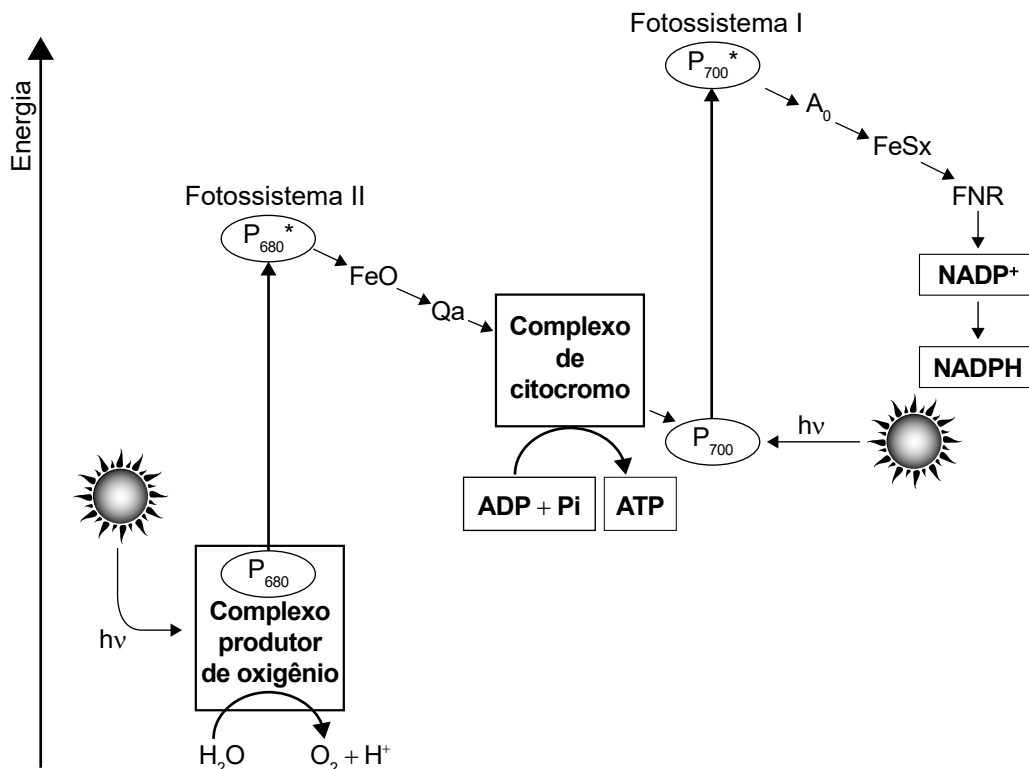 Fotossistema I
P700*
Energia
A0
FeSx
Fotossistema II
FNR
P680*
FeO
NADP+
Qa
Complexo
de
citocromo
NADPH
P700
hν
ADP + Pi
ATP
P680
Complexo
produtor
de oxigênio
hν
H2O
O2 + H+